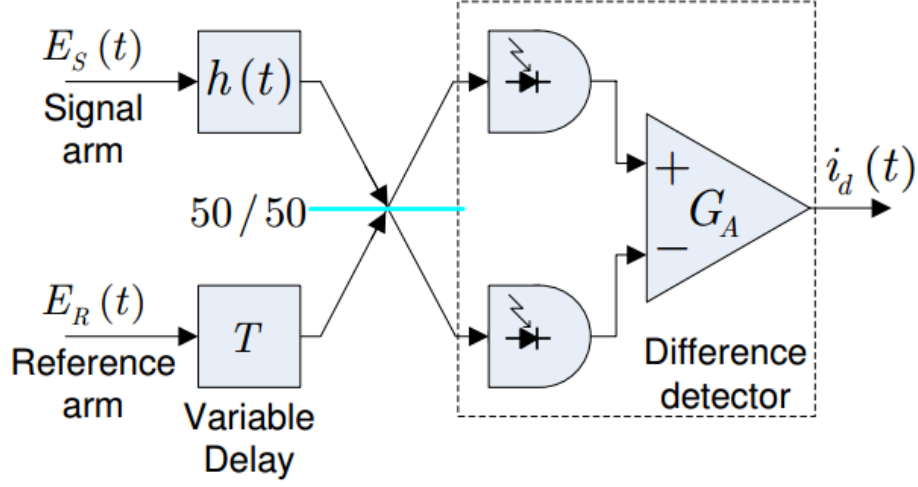 E_S(t)
Signal
arm
h(t)
50/50
E_R(t)
Reference
arm
T
Variable
Delay
+
G_A
−
i_d(t)
Difference
detector